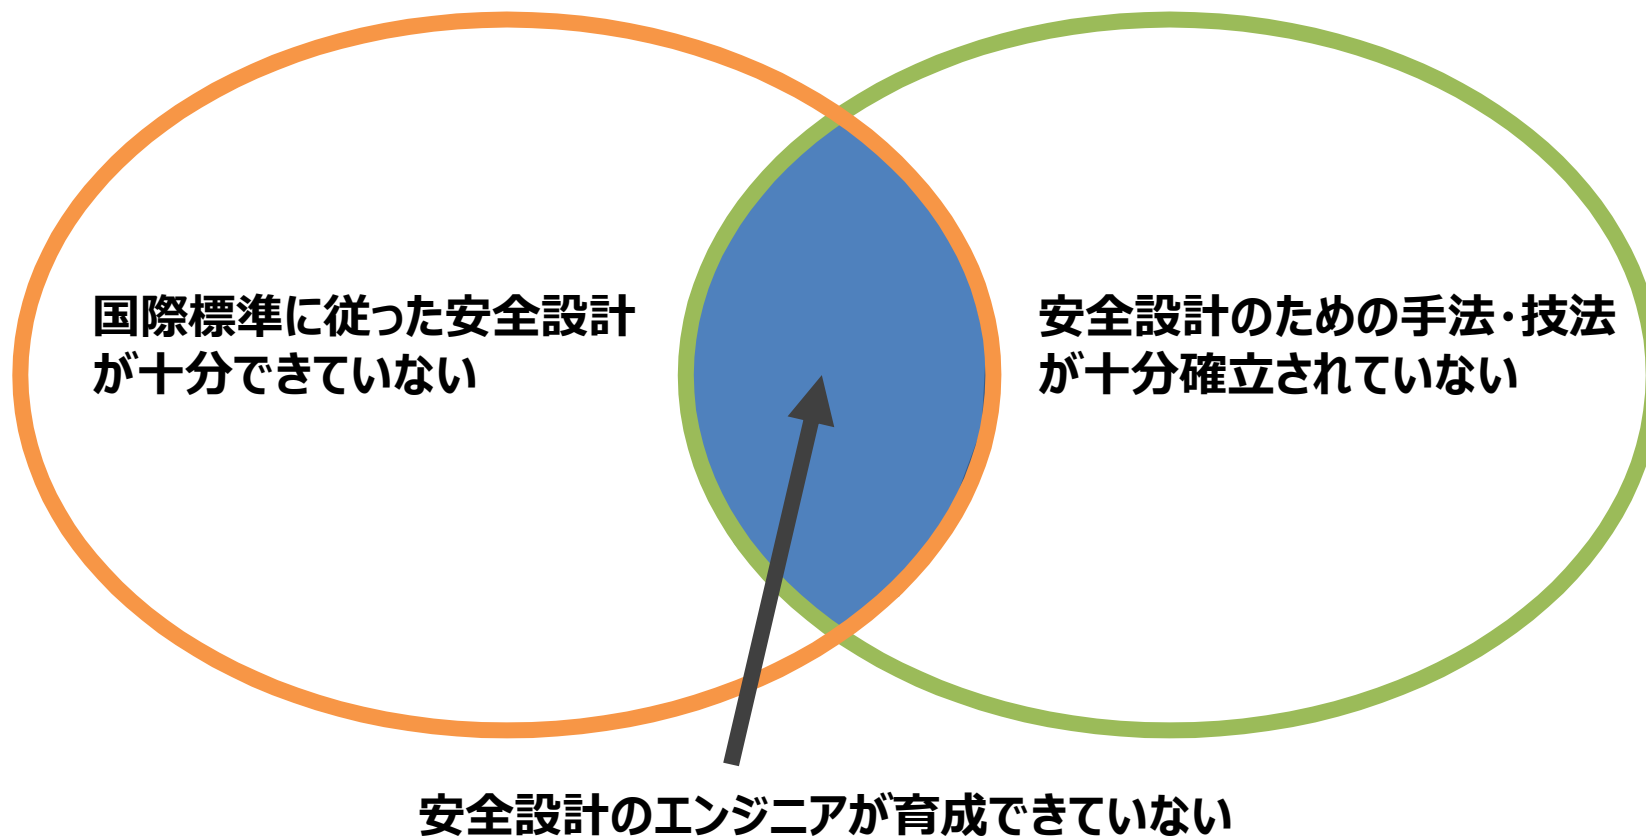 国際標準に従った安全設計
が十分できていない
安全設計のための手法・技法
が十分確立されていない
安全設計のエンジニアが育成できていない